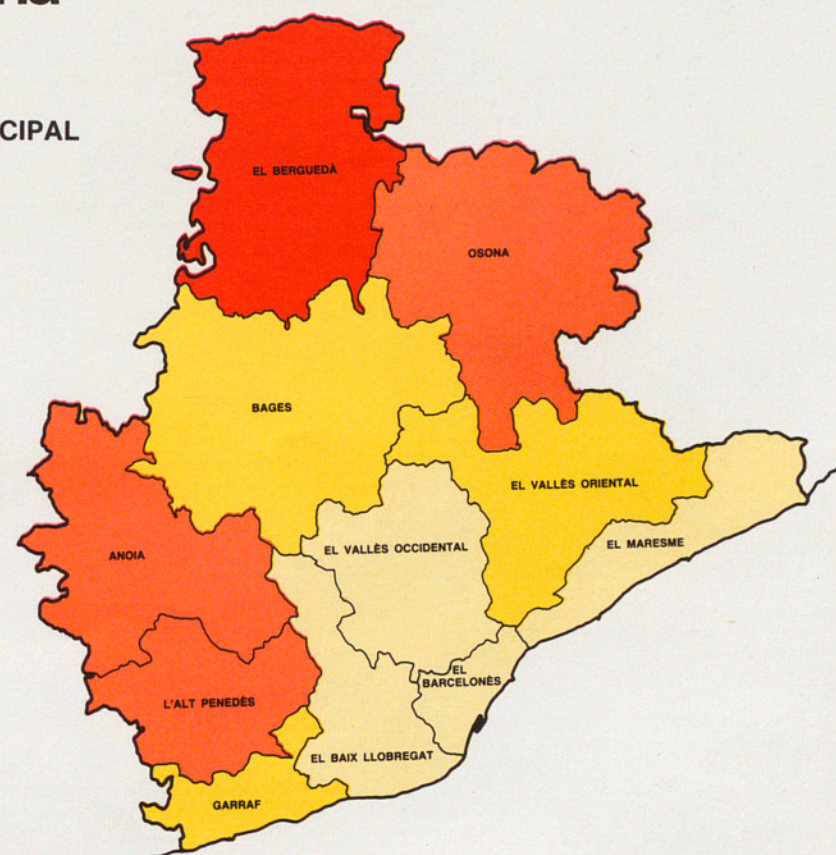 CIPAL
EL BERGUEDÀ
OSONA
BAGES
EL VALLÈS ORIENTAL
EL VALLÈS OCCIDENTAL
EL MARESME
ANOIA
EL
BARCELONÈS
L'ALT PENEDÈS
EL BAIX LLOBREGAT
GARRAF